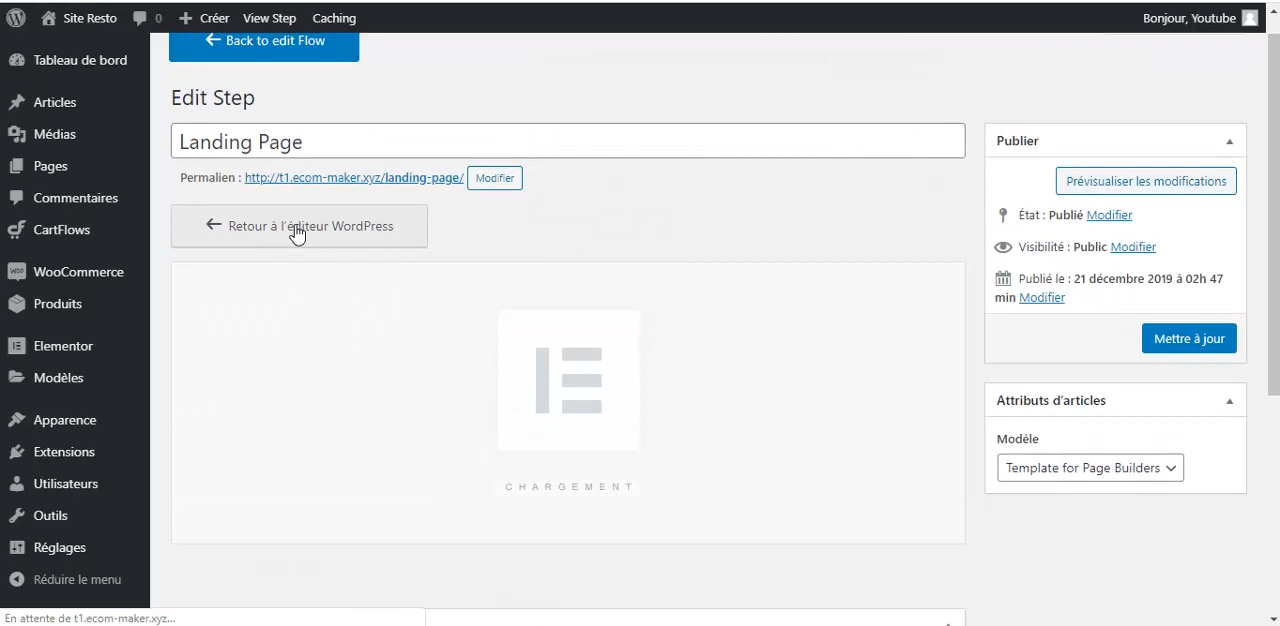 Site Resto
0
Créer
View Step
Caching
Bonjour, Youtube
Tableau de bord
Articles
Médias
Pages
Commentaires
CartFlows
WooCommerce
Produits
Elementor
Modèles
Apparence
Extensions
Utilisateurs
Outils
Réglages
Réduire le menu
Back to edit Flow
Edit Step
Landing Page
Permalien : http://t1.ecom-maker.xyz/landing-page/ Modifier
Retour à l'éditeur WordPress
CHARGEMENT
Publier
Prévisualiser les modifications
État : Publié Modifier
Visibilité : Public Modifier
Publié le : 21 décembre 2019 à 02h 47
min Modifier
Mettre à jour
Attributs d'articles
Modèle
Template for Page Builders
En attente de t1.ecom-maker.xyz...